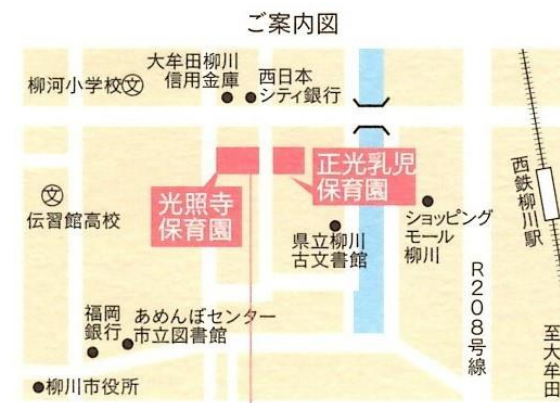 ご案内図
大牟田柳川
信用金庫
西日本
シティ銀行
柳河小学校
文
正光乳児
保育園
光照寺
保育園
文
伝習館高校
西鉄柳川駅
ショッピング
モール
柳川
県立柳川
古文書館
R208号線
福岡
銀行
あめんぼセンター
市立図書館
至大牟田
柳川市役所